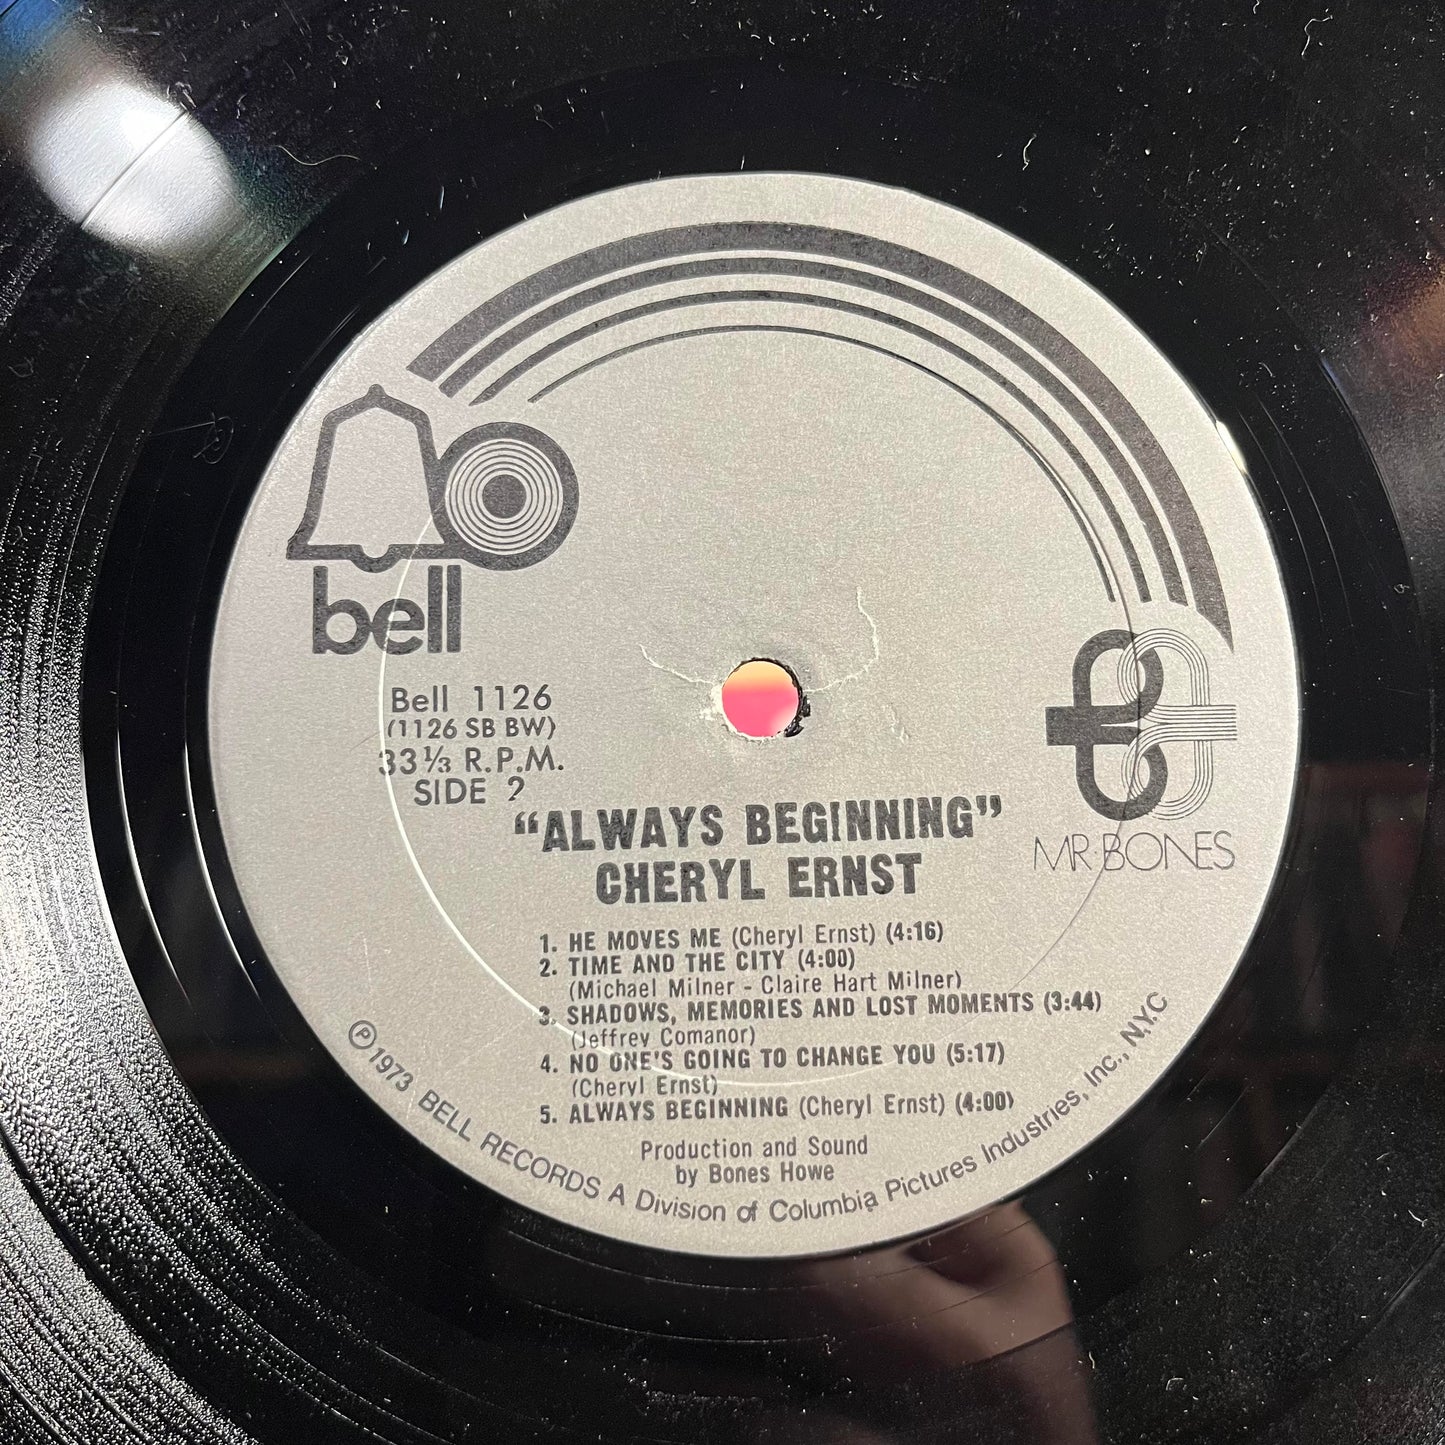 bell
Bell 1126
(1126 SB BW)
33⅓ R.P.M.
SIDE 2
MR·BONES
"ALWAYS BEGINNING"
CHERYL ERNST
1. HE MOVES ME (Cheryl Ernst) (4:16)
2. TIME AND THE CITY (4:00)
(Michael Milner - Claire Hart Milner)
3. SHADOWS, MEMORIES AND LOST MOMENTS (3:44)
(Jeffrey Comanor)
4. NO ONE'S GOING TO CHANGE YOU (5:17)
(Cheryl Ernst)
5. ALWAYS BEGINNING (Cheryl Ernst) (4:00)
Production and Sound
by Bones Howe
Ⓟ1973 BELL RECORDS A Division of Columbia Pictures Industries, Inc., N.Y.C